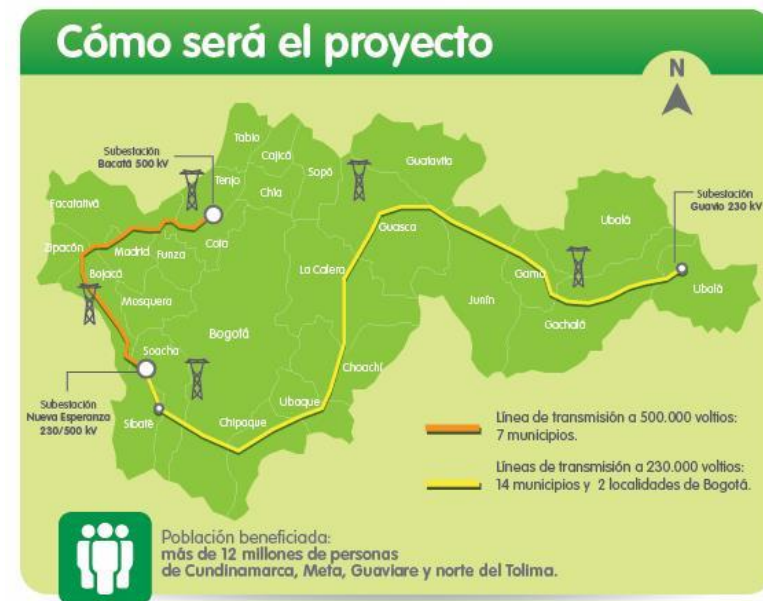 Cómo será el proyecto
N
Subestación
Bacatá 500 kV
Tabio
Cajicá
Sopó
Guatavita
Tenjo
Chía
Subestación
Guavio 230 kV
Facatativá
Ubalá
Zipacón
Madrid
Funza
Cota
Guasca
Bojacá
La Calera
Gama
Ubalá
Mosquera
Junín
Bogotá
Gachalá
Soacha
Choachí
Subestación
Nueva Esperanza
230/500 kV
Ubaque
Sibaté
Chipaque
Línea de transmisión a 500.000 voltios:
7 municipios.
Líneas de transmisión a 230.000 voltios:
14 municipios y 2 localidades de Bogotá.
Población beneficiada:
más de 12 millones de personas
de Cundinamarca, Meta, Guaviare y norte del Tolima.